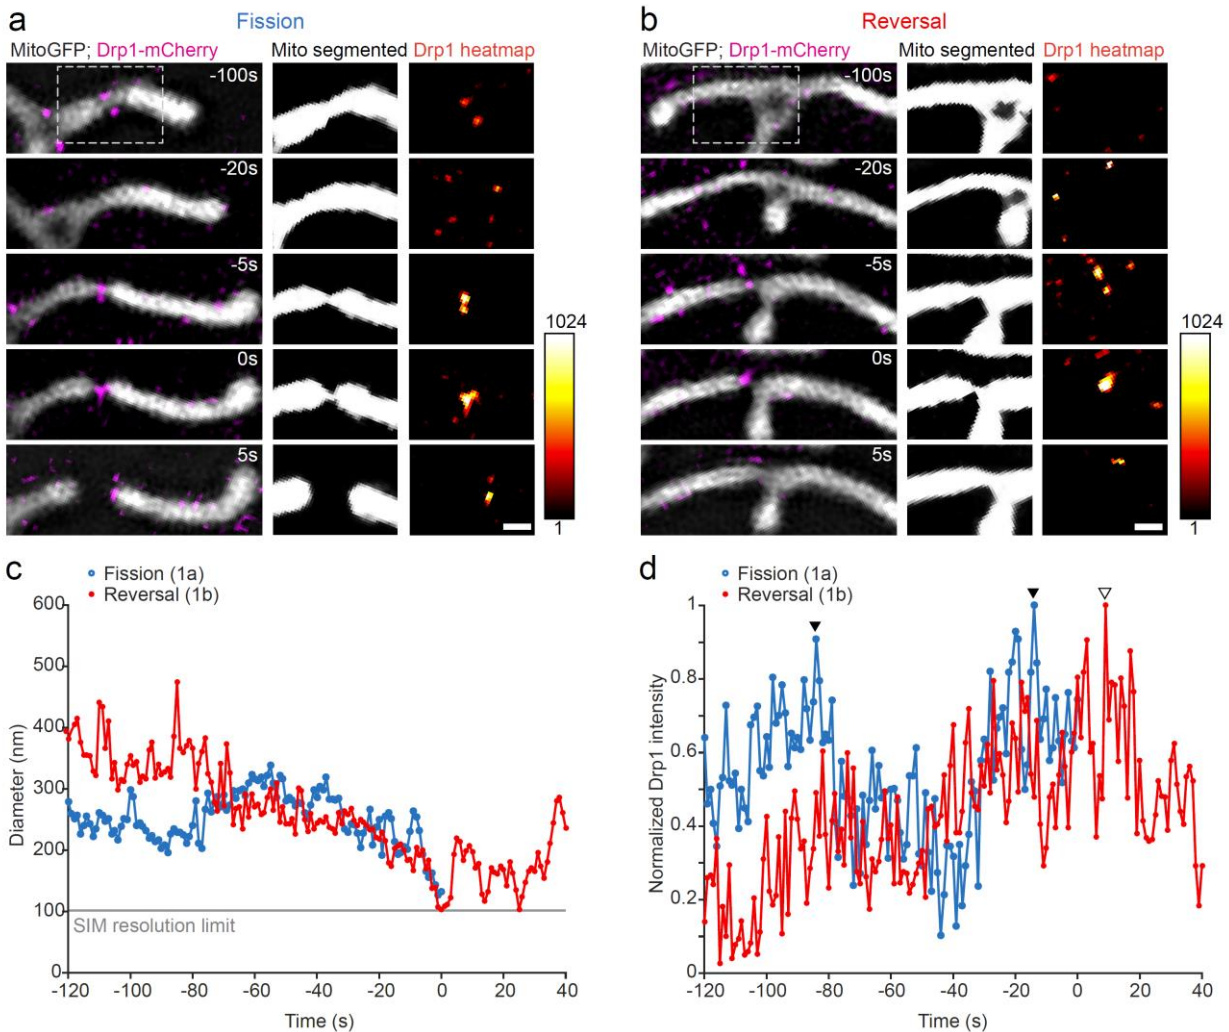 a
Fission
MitoGFP; Drp1-mCherry
Mito segmented
Drp1 heatmap
-100s
-20s
-5s
0s
5s
1024
1
b
Reversal
MitoGFP; Drp1-mCherry
Mito segmented
Drp1 heatmap
-100s
-20s
-5s
0s
5s
1024
1
c
Fission (1a)
Reversal (1b)
600
500
400
300
200
100
0
Diameter (nm)
SIM resolution limit
-120 -100 -80 -60 -40 -20 0 20 40
Time (s)
d
Fission (1a)
Reversal (1b)
1
0.8
0.6
0.4
0.2
0
Normalized Drp1 intensity
-120 -100 -80 -60 -40 -20 0 20 40
Time (s)